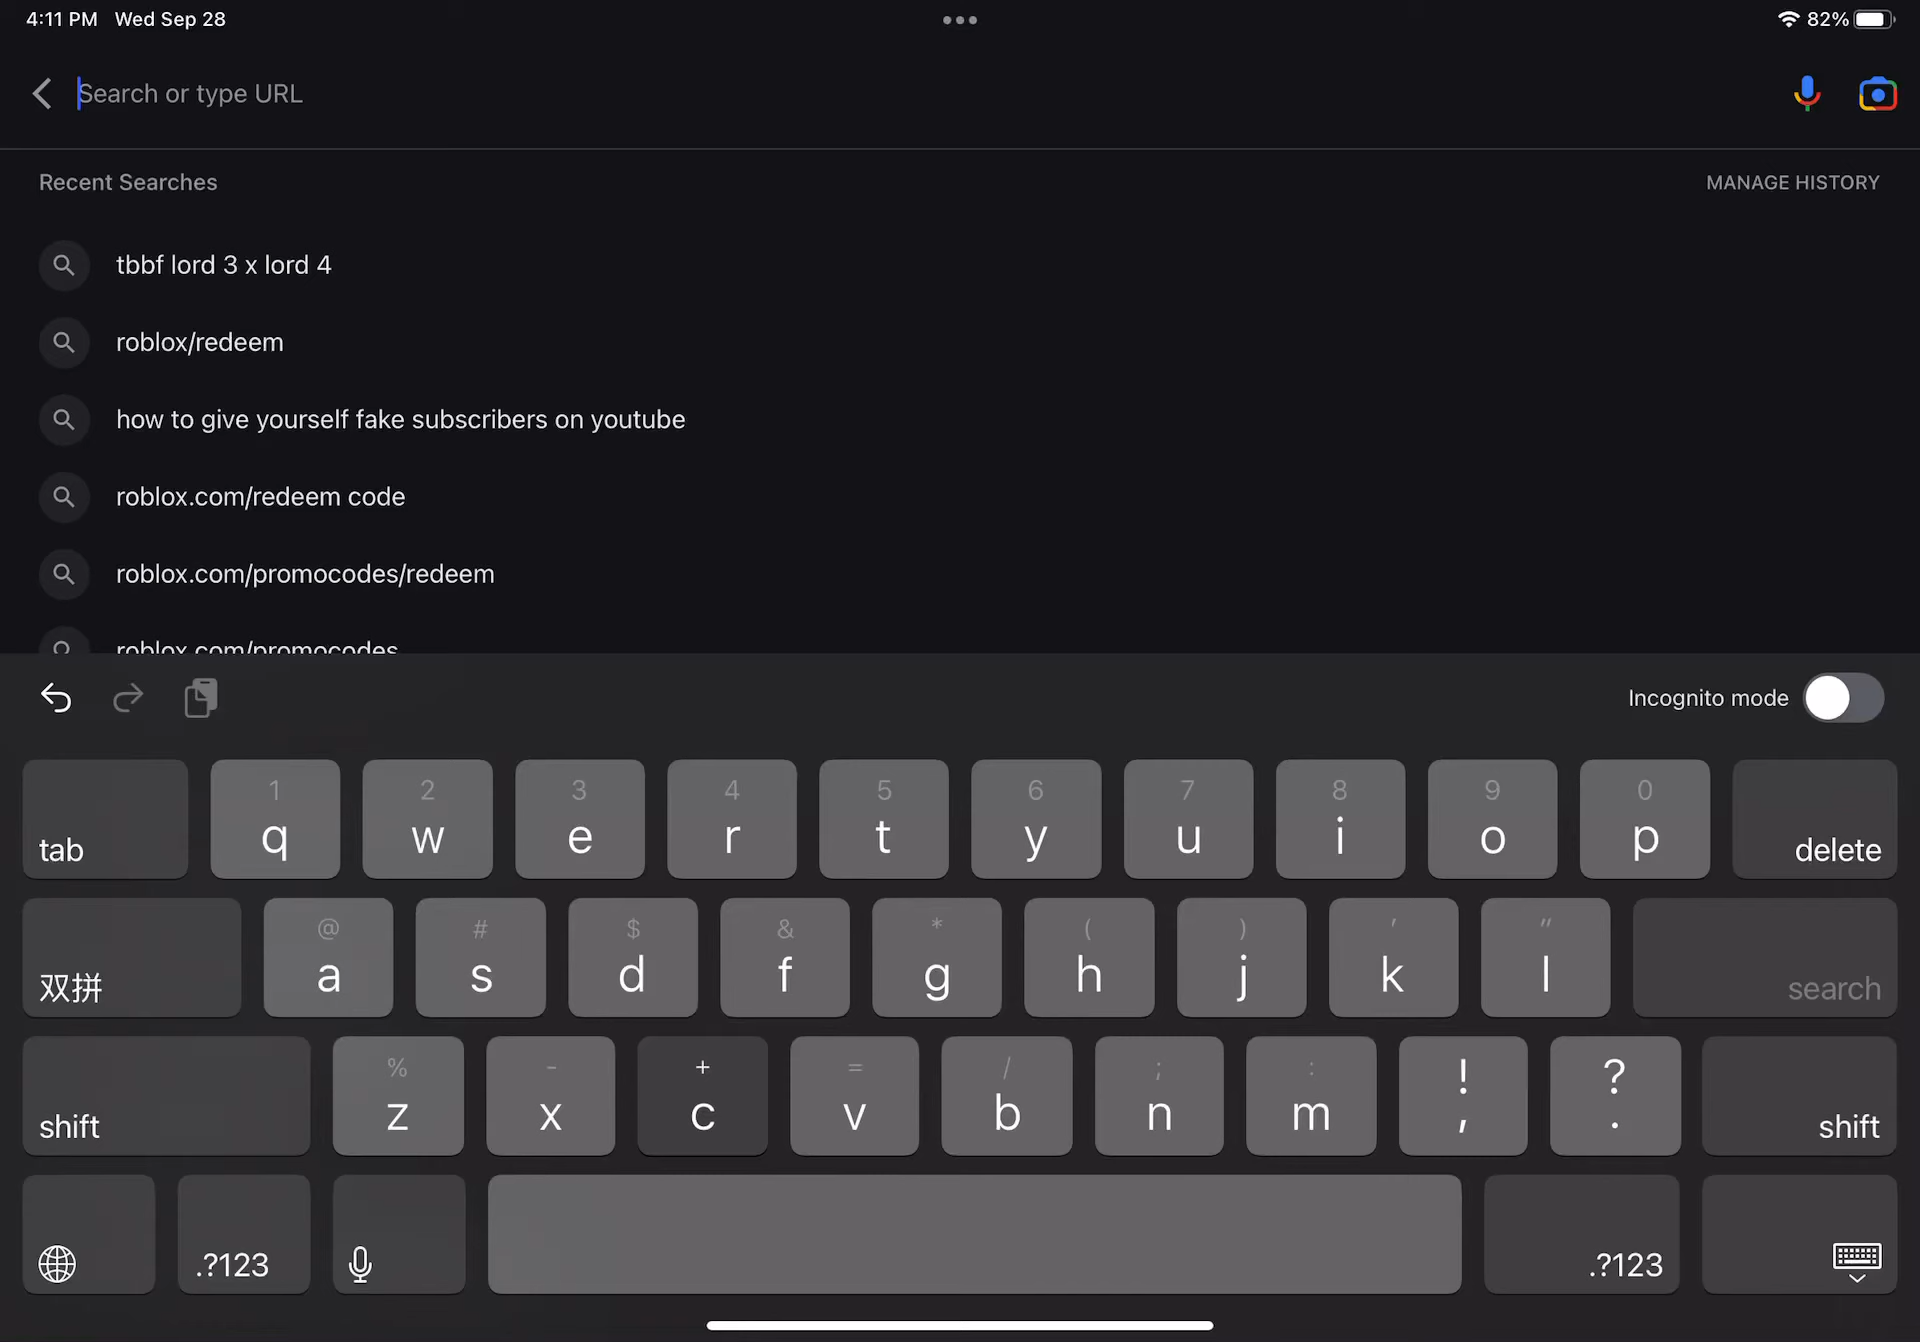 4:11 PM Wed Sep 28
82%
Search or type URL
Recent Searches
MANAGE HISTORY
tbbf lord 3 x lord 4
roblox/redeem
how to give yourself fake subscribers on youtube
roblox.com/redeem code
roblox.com/promocodes/redeem
roblox.com/promocodes
Incognito mode
1 2 3 4 5 6 7 8 9 0
tab q w e r t y u i o p delete
@ # $ & * ( ) ' "
双拼 a s d f g h j k l search
% - + = / ; : ! ?
shift z x c v b n m , . shift
.?123 .?123